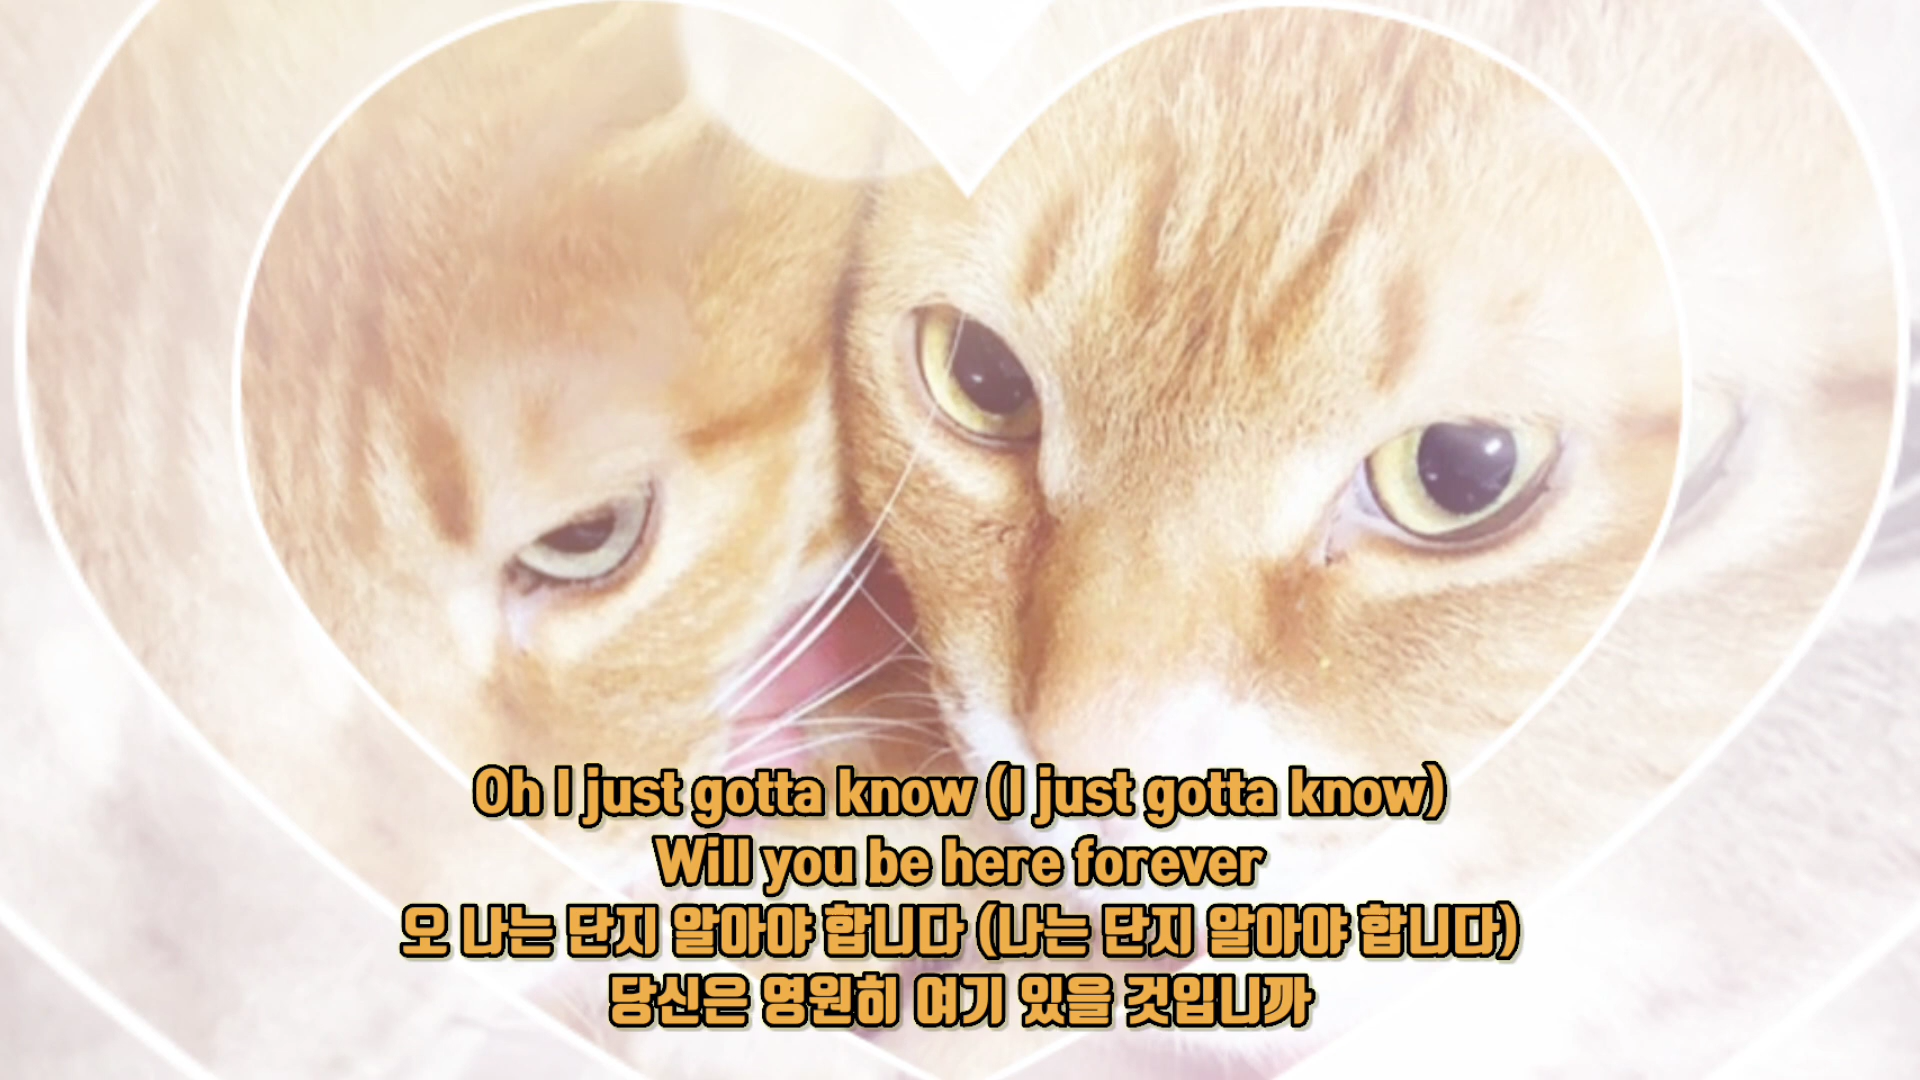 Oh I just gotta know (I just gotta know)
Will you be here forever
오 나는 단지 알아야 합니다 (나는 단지 알아야 합니다)
당신은 영원히 여기 있을 것입니까